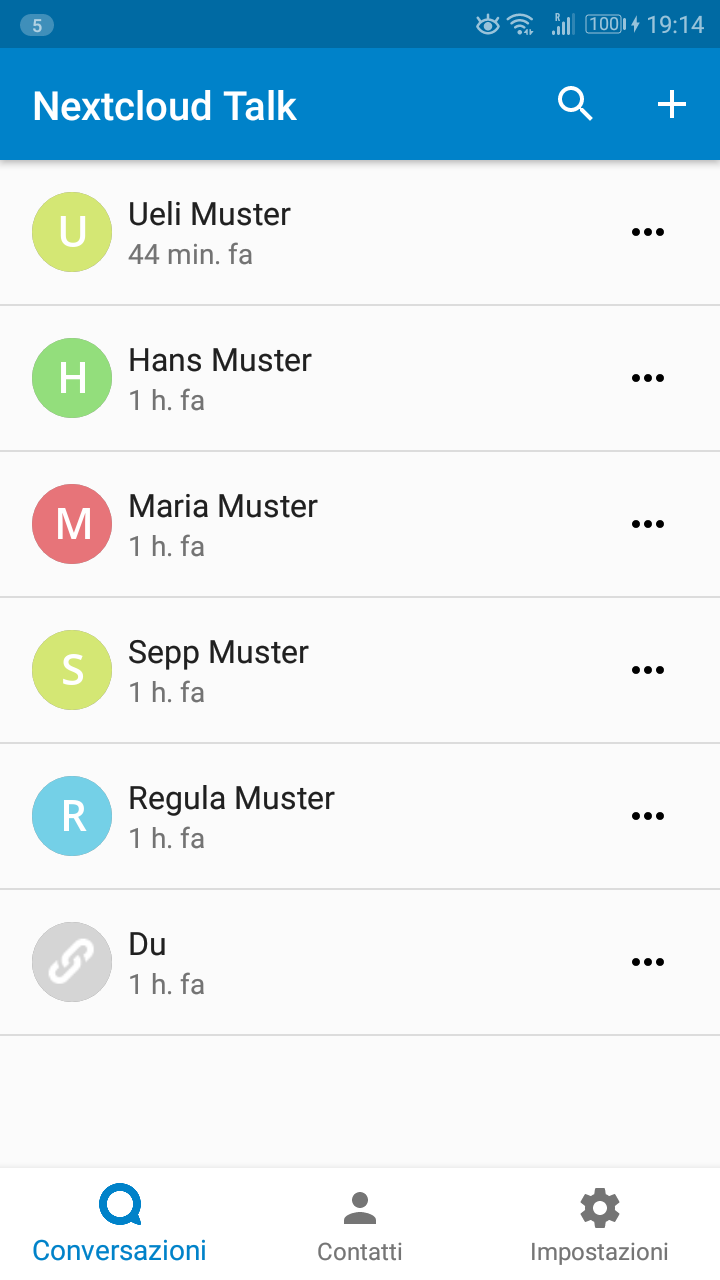 5
R
100
19:14
Nextcloud Talk
U
Ueli Muster
44 min. fa
H
Hans Muster
1 h. fa
M
Maria Muster
1 h. fa
S
Sepp Muster
1 h. fa
R
Regula Muster
1 h. fa
Du
1 h. fa
Conversazioni
Contatti
Impostazioni